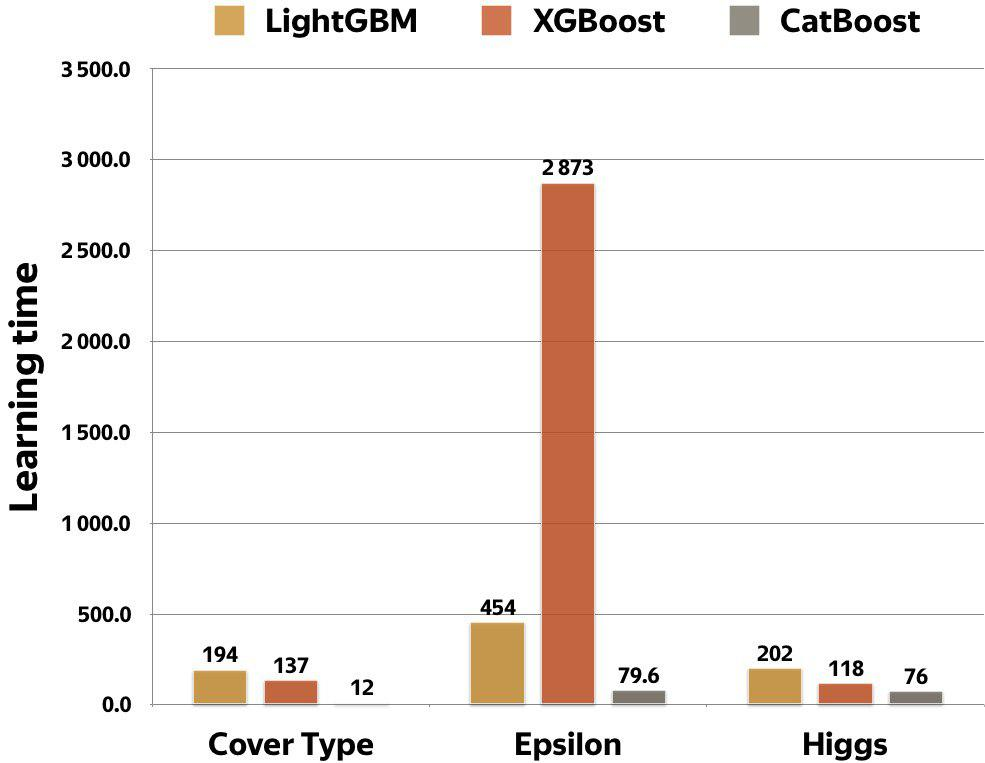 LightGBM XGBoost CatBoost
3 500.0
3 000.0
2 873
2 500.0
2 000.0
1 500.0
1 000.0
500.0
0.0
Learning time
194 137 12
454 79.6
202 118 76
Cover Type Epsilon Higgs